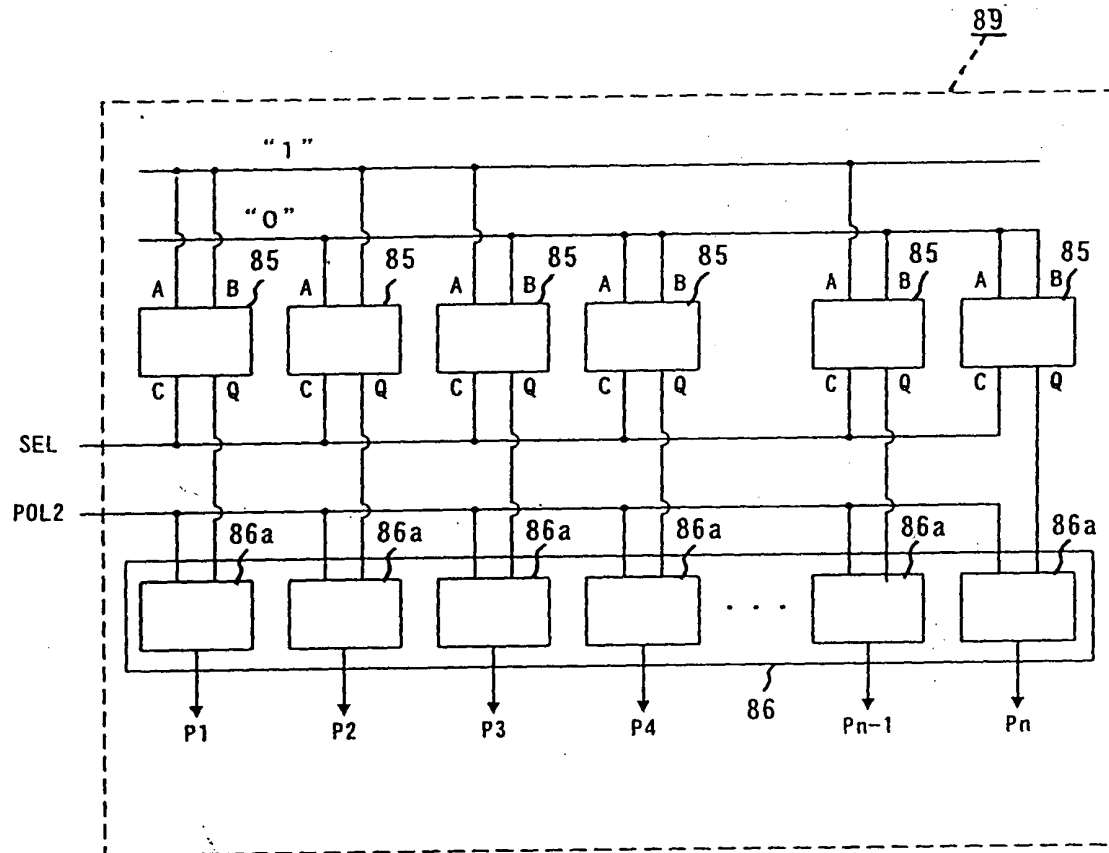 89
"1"
"0"
85 85 85 85 85 85
A B A A B A B A B A B
C Q C Q C Q C Q C Q C Q
SEL
POL2
86a 86a 86a 86a 86a 86a
. . .
86
P1 P2 P3 P4 Pn-1 Pn